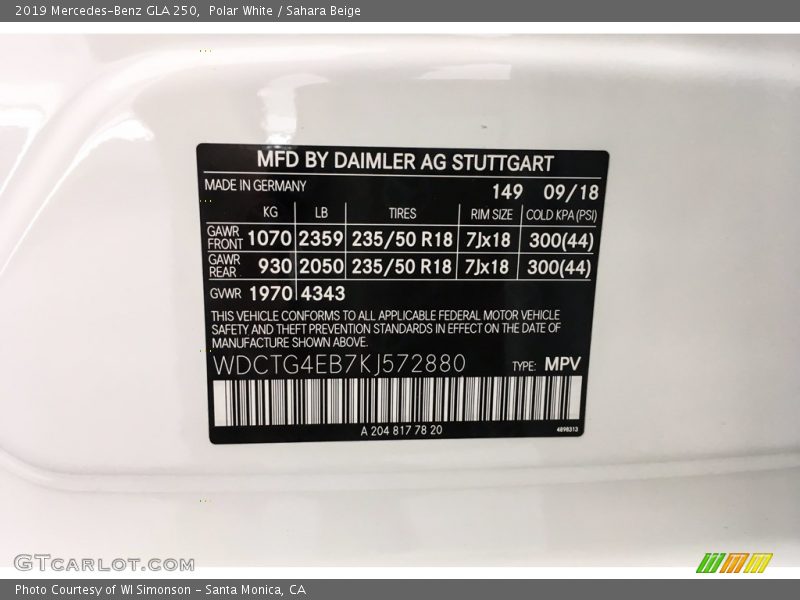 2019 Mercedes-Benz GLA 250,  Polar White / Sahara Beige
MFD BY DAIMLER AG STUTTGART
MADE IN GERMANY 149 09/18
KG LB TIRES RIM SIZE COLD KPA (PSI)
GAWR FRONT 1070 2359 235/50 R18 7Jx18 300(44)
GAWR REAR 930 2050 235/50 R18 7Jx18 300(44)
GVWR 1970 4343
THIS VEHICLE CONFORMS TO ALL APPLICABLE FEDERAL MOTOR VEHICLE
SAFETY AND THEFT PREVENTION STANDARDS IN EFFECT ON THE DATE OF
MANUFACTURE SHOWN ABOVE.
WDCTG4EB7KJ572880 TYPE: MPV
A 204 817 78 20 4898313
GTCARLOT.COM
Photo Courtesy of WI Simonson - Santa Monica, CA